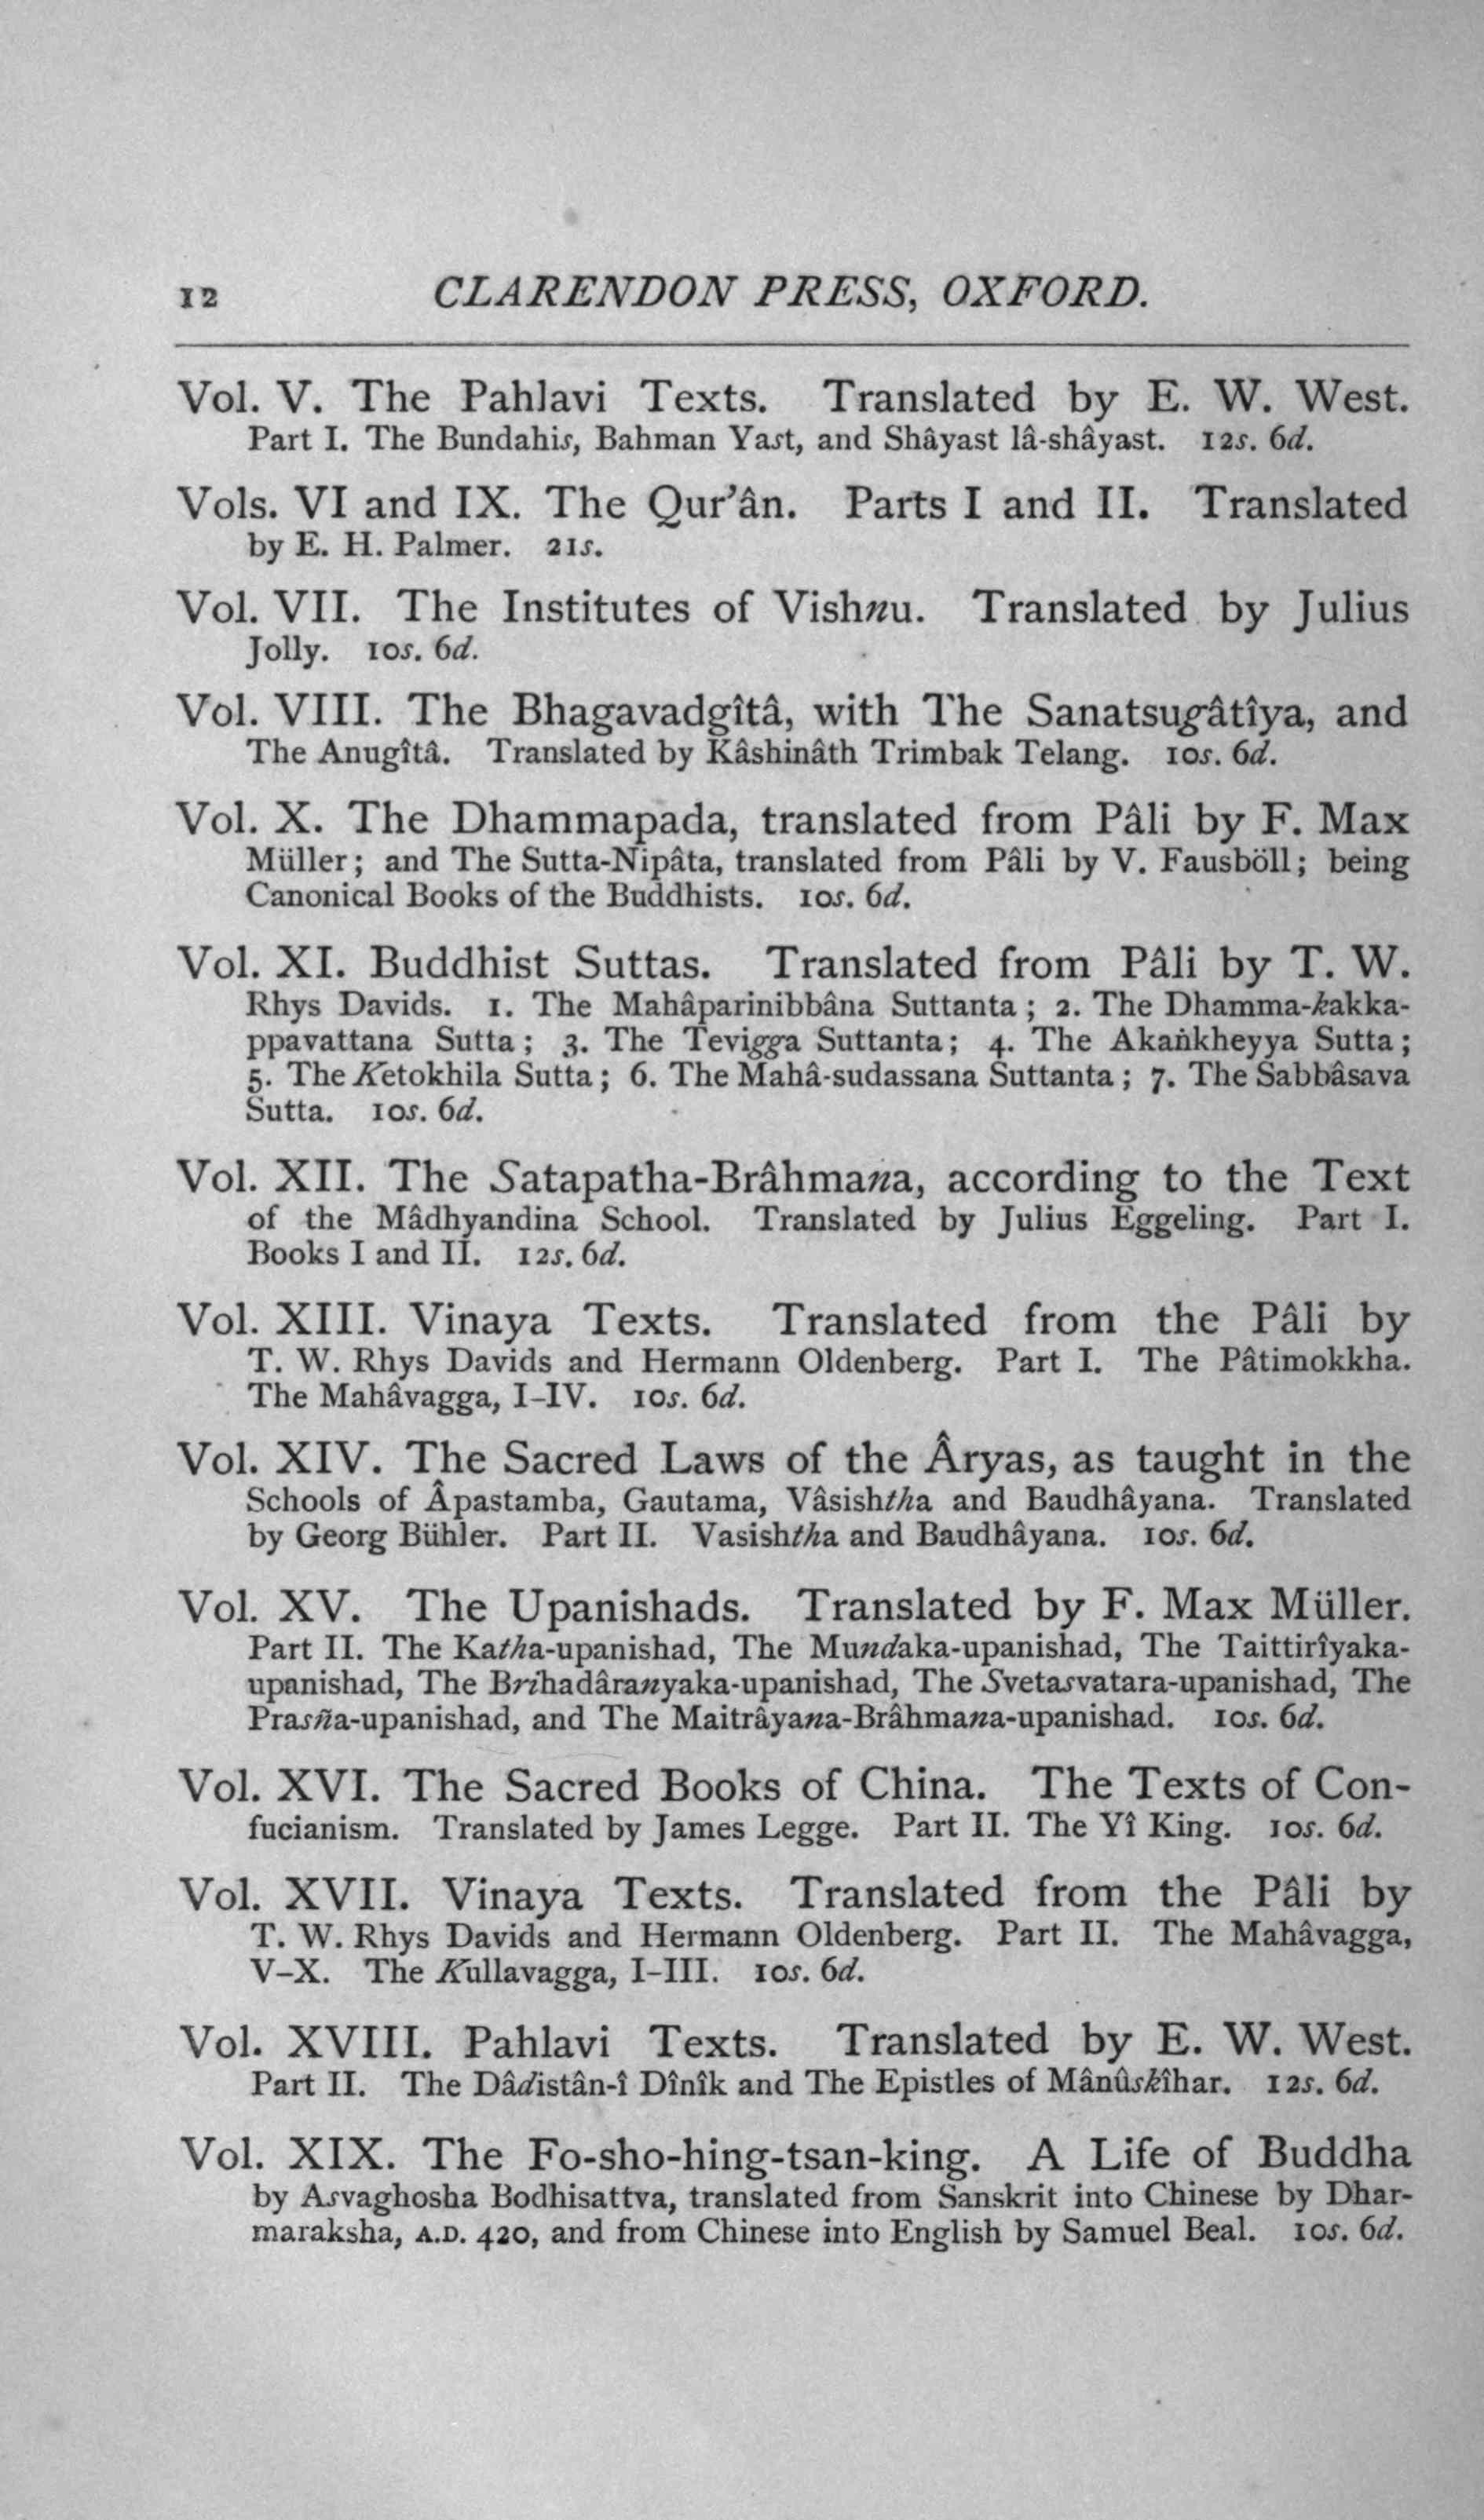 12 CLARENDON PRESS, OXFORD.
Vol. V. The Pahlavi Texts. Translated by E. W. West.
Part I. The Bundahis, Bahman Yast, and Shâyast lâ-shâyast. 12s. 6d.
Vols. VI and IX. The Qur’ân. Parts I and II. Translated
by E. H. Palmer. 21s.
Vol. VII. The Institutes of Vishnu. Translated by Julius
Jolly. 10s. 6d.
Vol. VIII. The Bhagavadgîtâ, with The Sanatsugâtîya, and
The Anugîtâ. Translated by Kâshinâth Trimbak Telang. 10s. 6d.
Vol. X. The Dhammapada, translated from Pâli by F. Max
Müller; and The Sutta-Nipâta, translated from Pâli by V. Fausböll; being
Canonical Books of the Buddhists. 10s. 6d.
Vol. XI. Buddhist Suttas. Translated from Pâli by T. W.
Rhys Davids. 1. The Mahâparinibbâna Suttanta; 2. The Dhamma-kakka-
ppavattana Sutta; 3. The Tevigga Suttanta; 4. The Akaṅkheyya Sutta;
5. The Ketokhila Sutta; 6. The Mahâ-sudassana Suttanta; 7. The Sabbâsava
Sutta. 10s. 6d.
Vol. XII. The Satapatha-Brâhmana, according to the Text
of the Mâdhyandina School. Translated by Julius Eggeling. Part I.
Books I and II. 12s. 6d.
Vol. XIII. Vinaya Texts. Translated from the Pâli by
T. W. Rhys Davids and Hermann Oldenberg. Part I. The Pâtimokkha.
The Mahâvagga, I–IV. 10s. 6d.
Vol. XIV. The Sacred Laws of the Âryas, as taught in the
Schools of Âpastamba, Gautama, Vâsishtha and Baudhâyana. Translated
by Georg Bühler. Part II. Vasishtha and Baudhâyana. 10s. 6d.
Vol. XV. The Upanishads. Translated by F. Max Müller.
Part II. The Katha-upanishad, The Mundaka-upanishad, The Taittirîyaka-
upanishad, The Brihadâranyaka-upanishad, The Svetasvatara-upanishad, The
Prasña-upanishad, and The Maitrâyana-Brâhmana-upanishad. 10s. 6d.
Vol. XVI. The Sacred Books of China. The Texts of Con-
fucianism. Translated by James Legge. Part II. The Yî King. 10s. 6d.
Vol. XVII. Vinaya Texts. Translated from the Pâli by
T. W. Rhys Davids and Hermann Oldenberg. Part II. The Mahâvagga,
V–X. The Kullavagga, I–III. 10s. 6d.
Vol. XVIII. Pahlavi Texts. Translated by E. W. West.
Part II. The Dâdistân-î Dînîk and The Epistles of Mânûskîhar. 12s. 6d.
Vol. XIX. The Fo-sho-hing-tsan-king. A Life of Buddha
by Asvaghosha Bodhisattva, translated from Sanskrit into Chinese by Dhar-
maraksha, A.D. 420, and from Chinese into English by Samuel Beal. 10s. 6d.